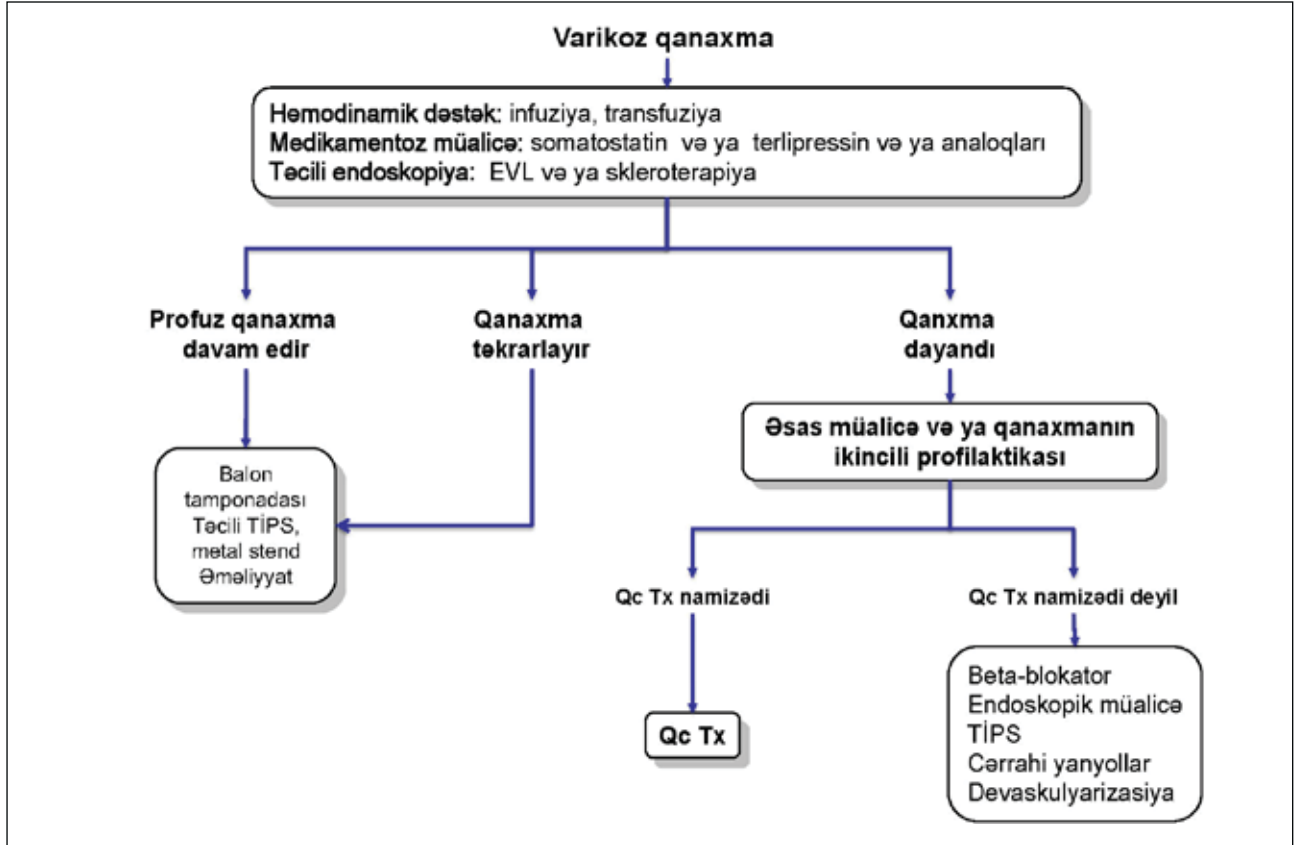 Varikoz qanaxma
Hemodinamik dəstək: infuziya, transfuziya
Medikamentoz müalicə: somatostatin və ya terlipressin və ya analoqları
Təcili endoskopiya: EVL və ya skleroterapiya
Profuz qanaxma
davam edir
Qanaxma
təkrarlayır
Qanxma
dayandı
Əsas müalicə və ya qanaxmanın
ikincili profilaktikası
Balon
tamponadası
Təcili TİPS,
metal stend
Əməliyyat
Qc Tx namizədi
Qc Tx namizədi deyil
Qc Tx
Beta-blokator
Endoskopik müalicə
TİPS
Cərrahi yanyollar
Devaskulyarizasiya